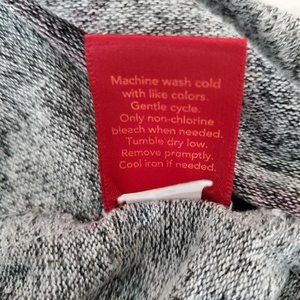 Machine wash cold
with like colors.
Gentle cycle.
Only non-chlorine
bleach when needed.
Tumble dry low.
Remove promptly.
Cool iron if needed.